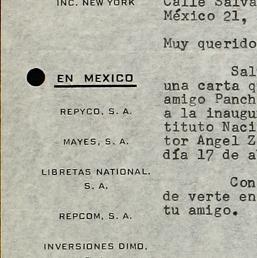 INC. NEW YORK
EN MEXICO
REPYCO, S. A.
MAYES, S. A.
LIBRETAS NATIONAL,
S. A.
REPCOM, S. A.
INVERSIONES DIMO,
Calle Salva
México 21,
Muy querido
Sal
una carta q
amigo Panch
a la inaugu
tituto Naci
tor Angel Z
día 17 de a
Con
de verte en
tu amigo.